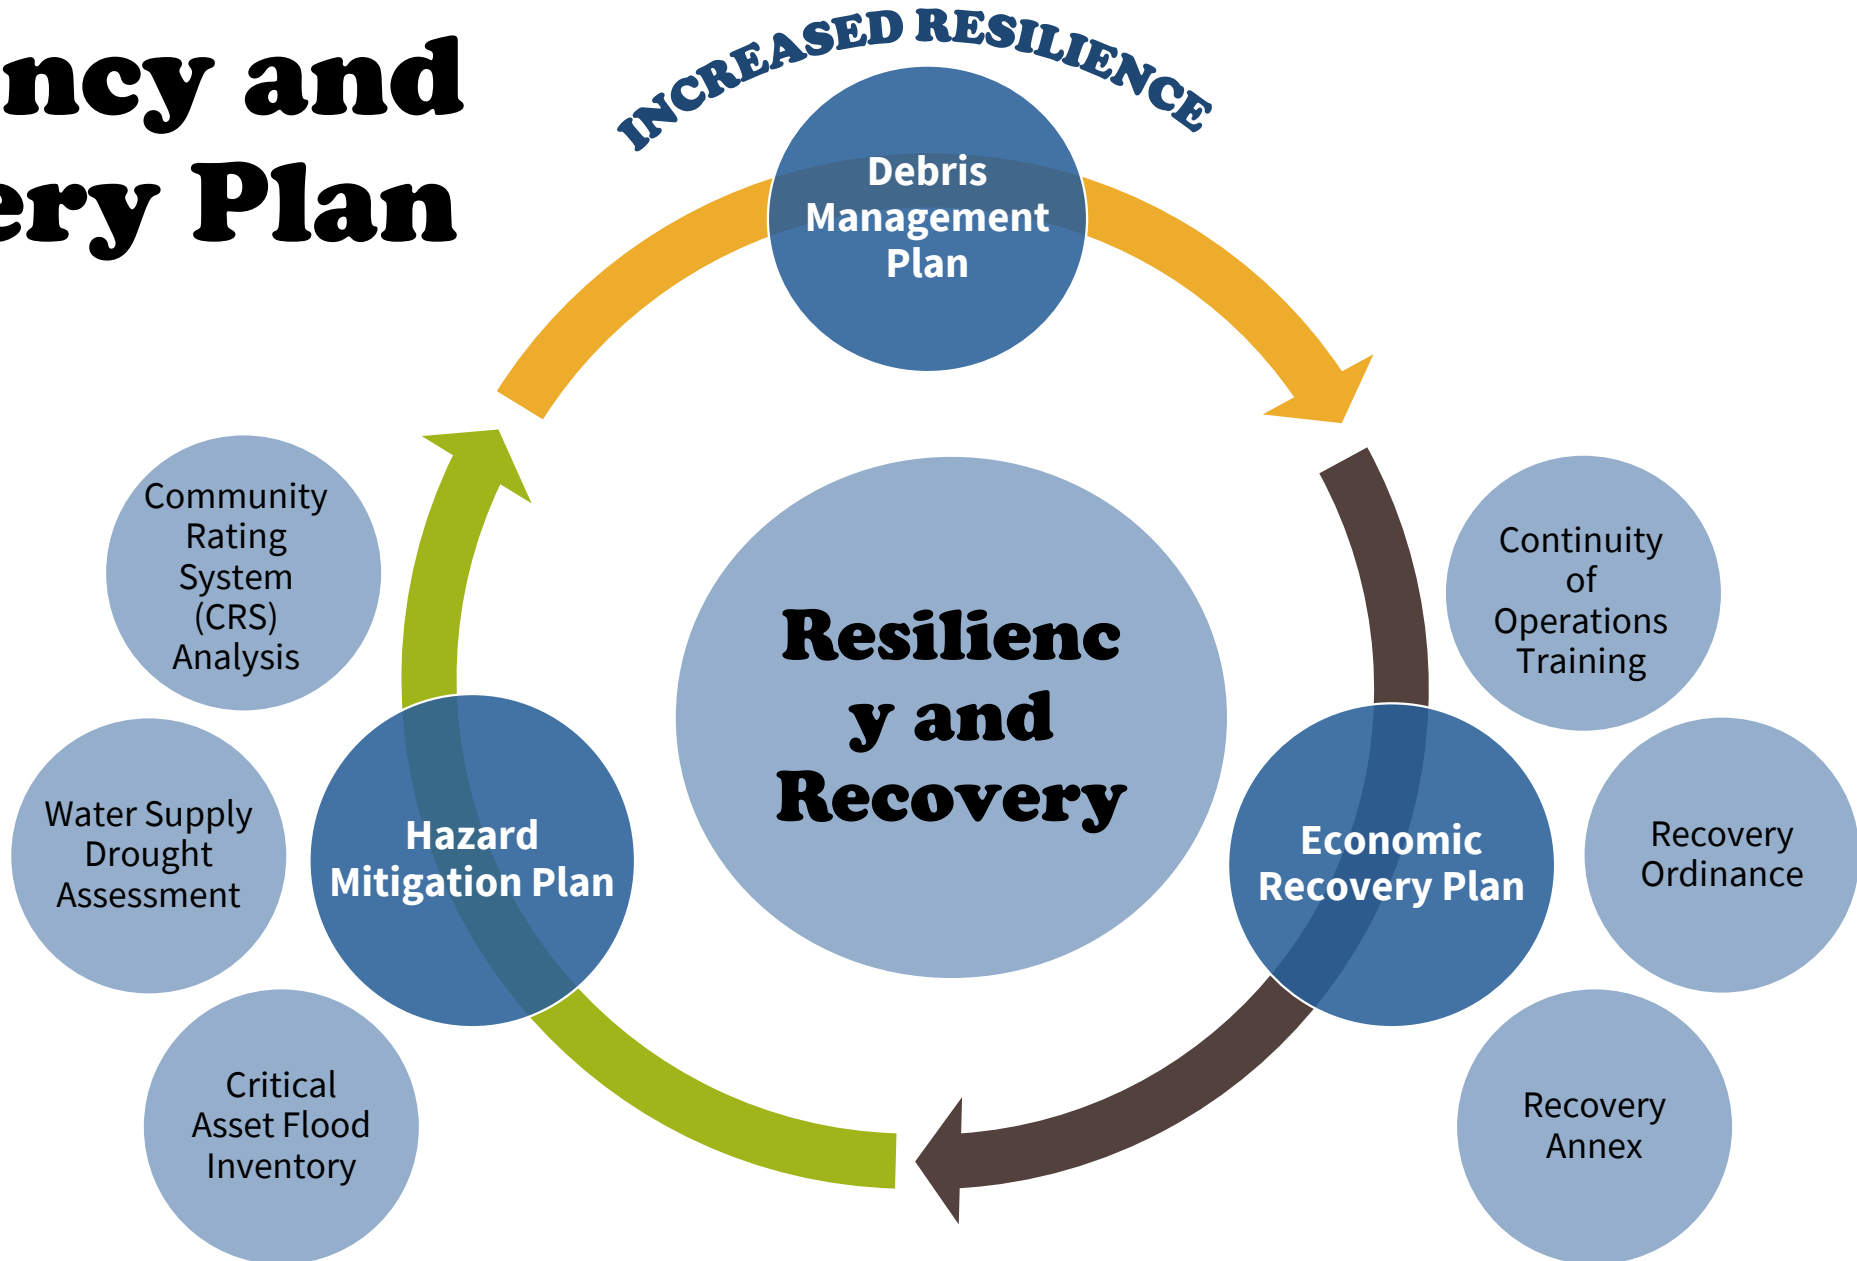 ncy and
ery Plan
INCREASED RESILIENCE
Debris
Management
Plan
Community
Rating
System
(CRS)
Analysis
Water Supply
Drought
Assessment
Critical
Asset Flood
Inventory
Hazard
Mitigation Plan
Resilienc
y and
Recovery
Economic
Recovery Plan
Continuity
of
Operations
Training
Recovery
Ordinance
Recovery
Annex